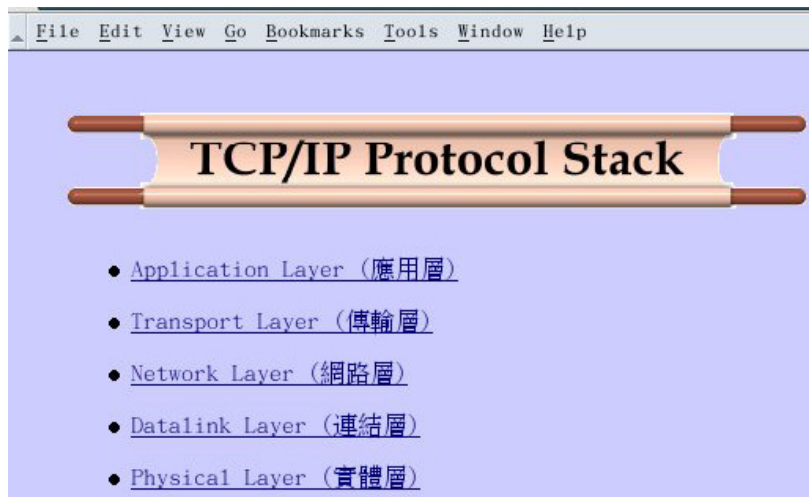 File Edit View Go Bookmarks Tools Window Help
TCP/IP Protocol Stack
Application Layer (應用層)
Transport Layer (傳輸層)
Network Layer (網路層)
Datalink Layer (連結層)
Physical Layer (實體層)